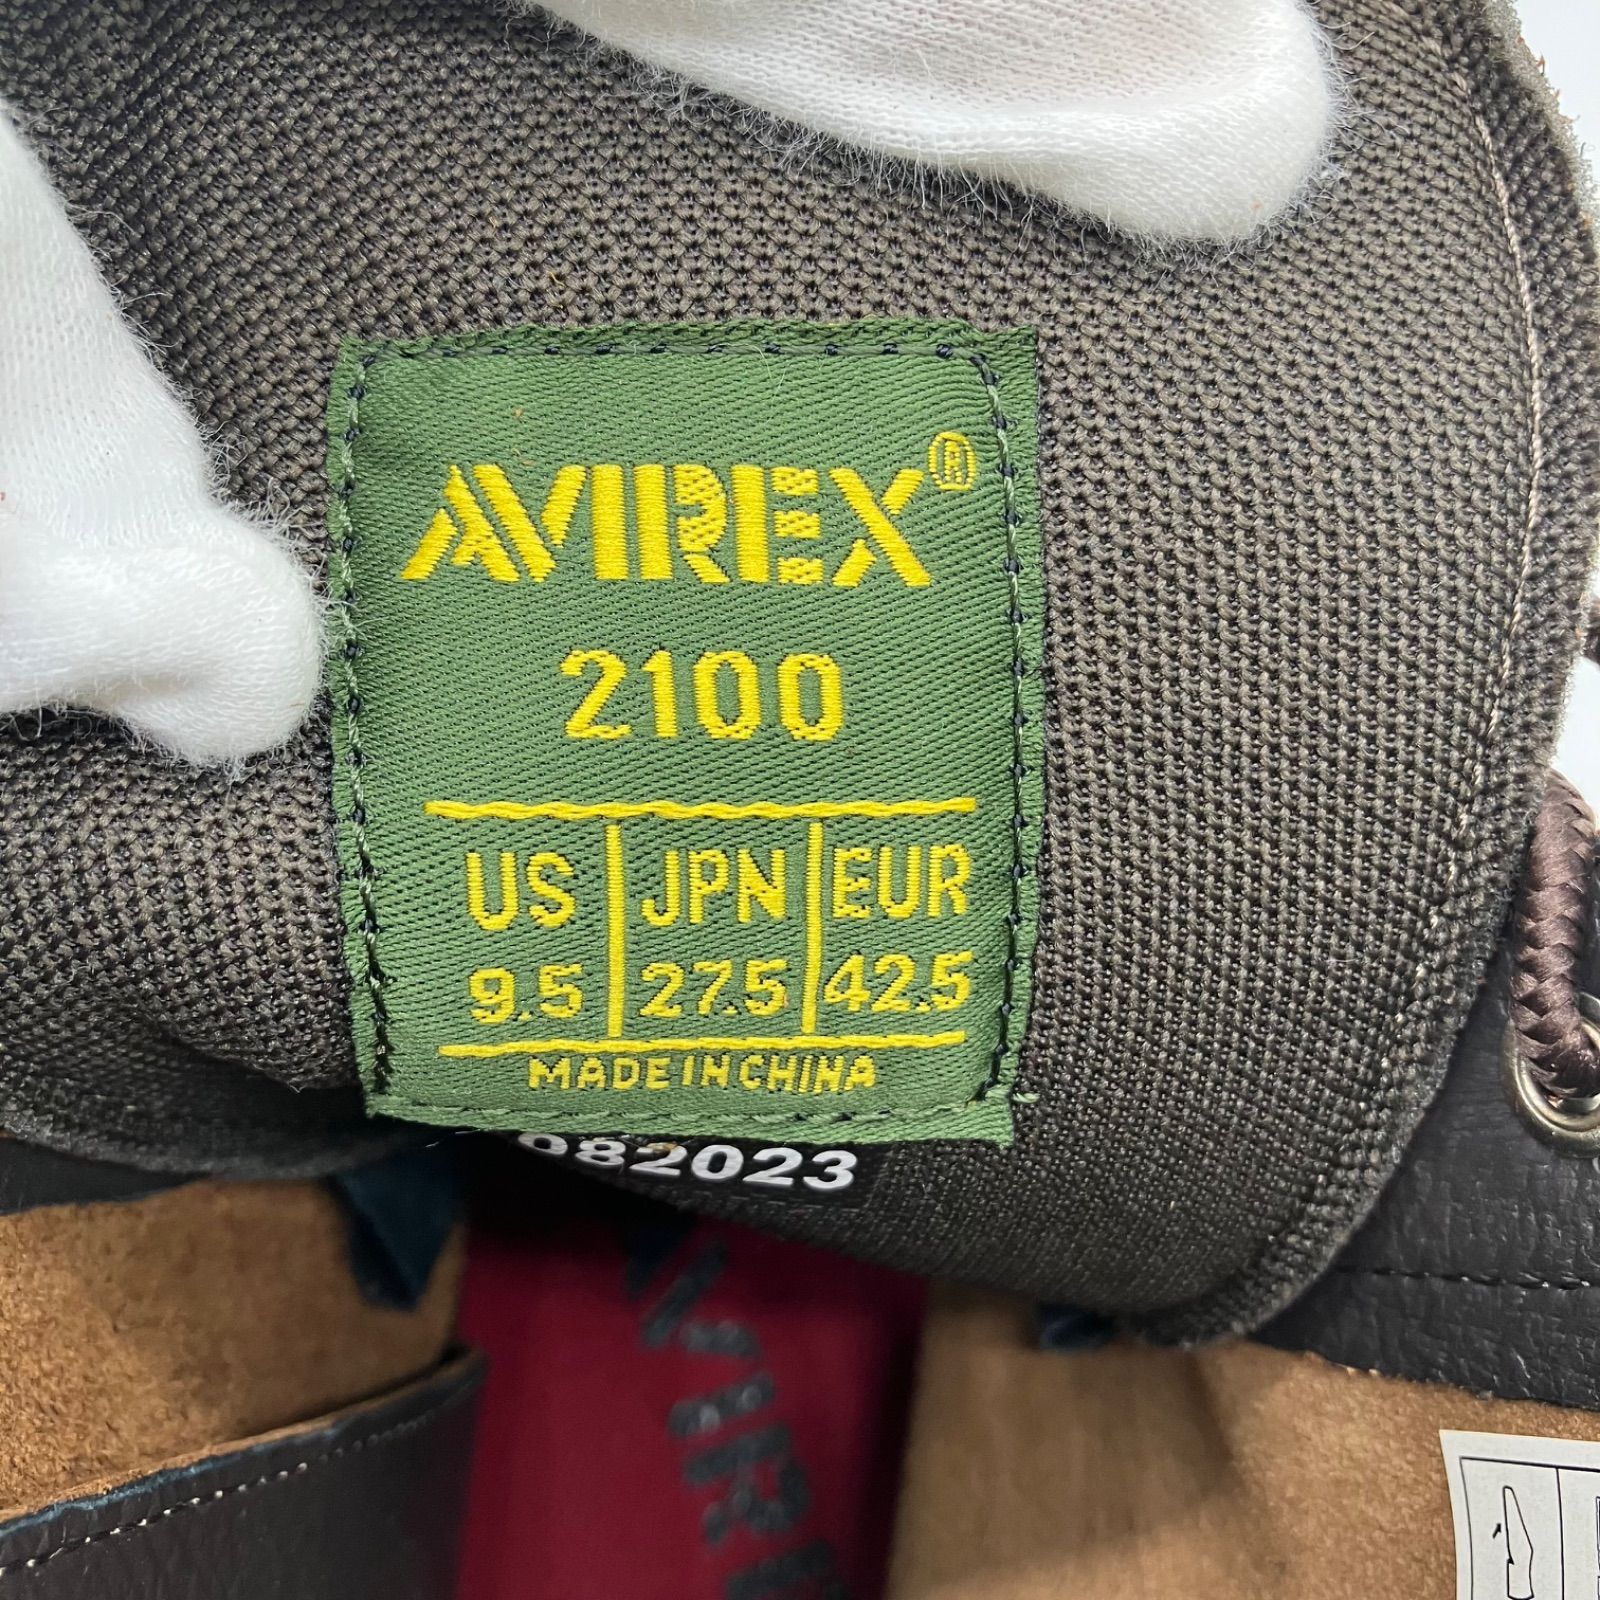 AVIREX®
2100
US JPN EUR
9.5 27.5 42.5
MADE IN CHINA
982023